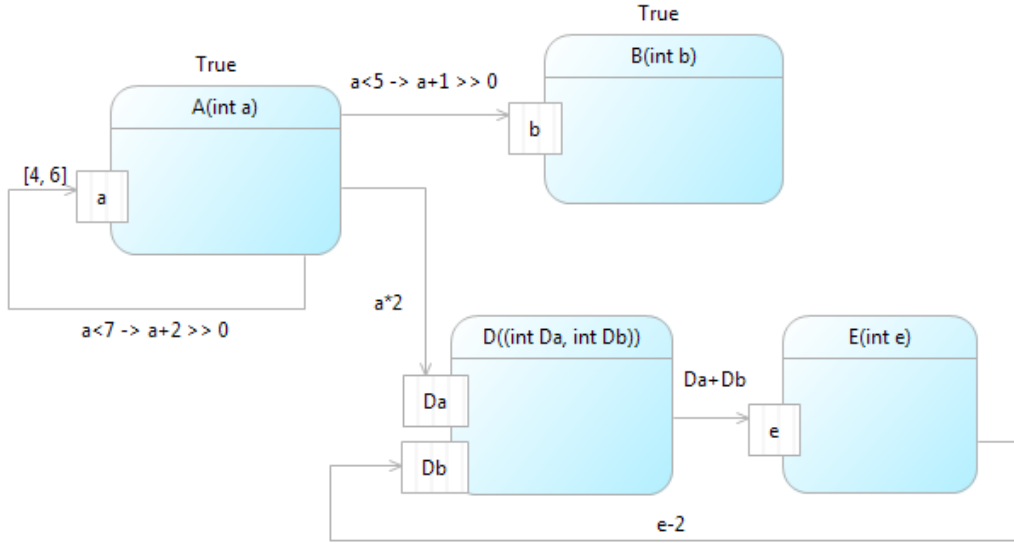 True
True
B(int b)
a<5 -> a+1 >> 0
A(int a)
b
[4, 6]
a
a<7 -> a+2 >> 0
a*2
D((int Da, int Db))
E(int e)
Da+Db
Da
e
Db
e-2